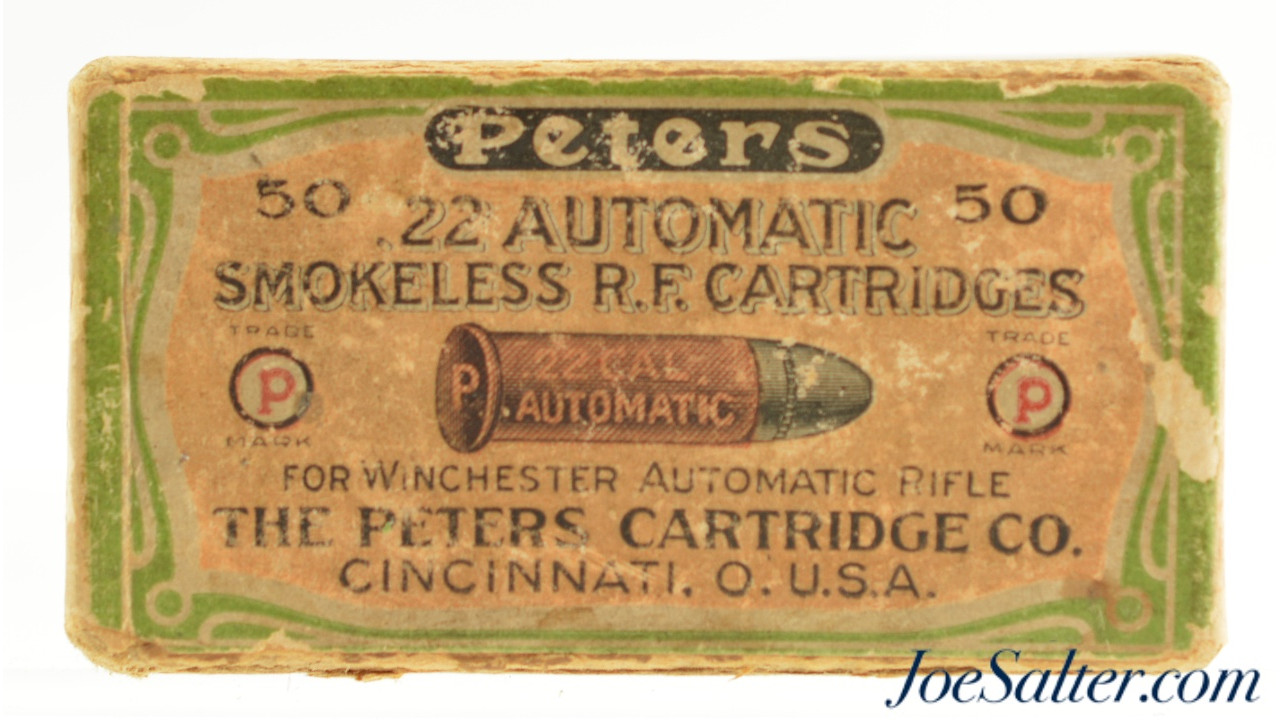 Peters
50 .22 AUTOMATIC 50
SMOKELESS R.F. CARTRIDGES
TRADE TRADE
P P .22 CAL. P
AUTOMATIC
MARK MARK
FOR WINCHESTER AUTOMATIC RIFLE
THE PETERS CARTRIDGE CO.
CINCINNATI. O. U.S.A.
JoeSalter.com